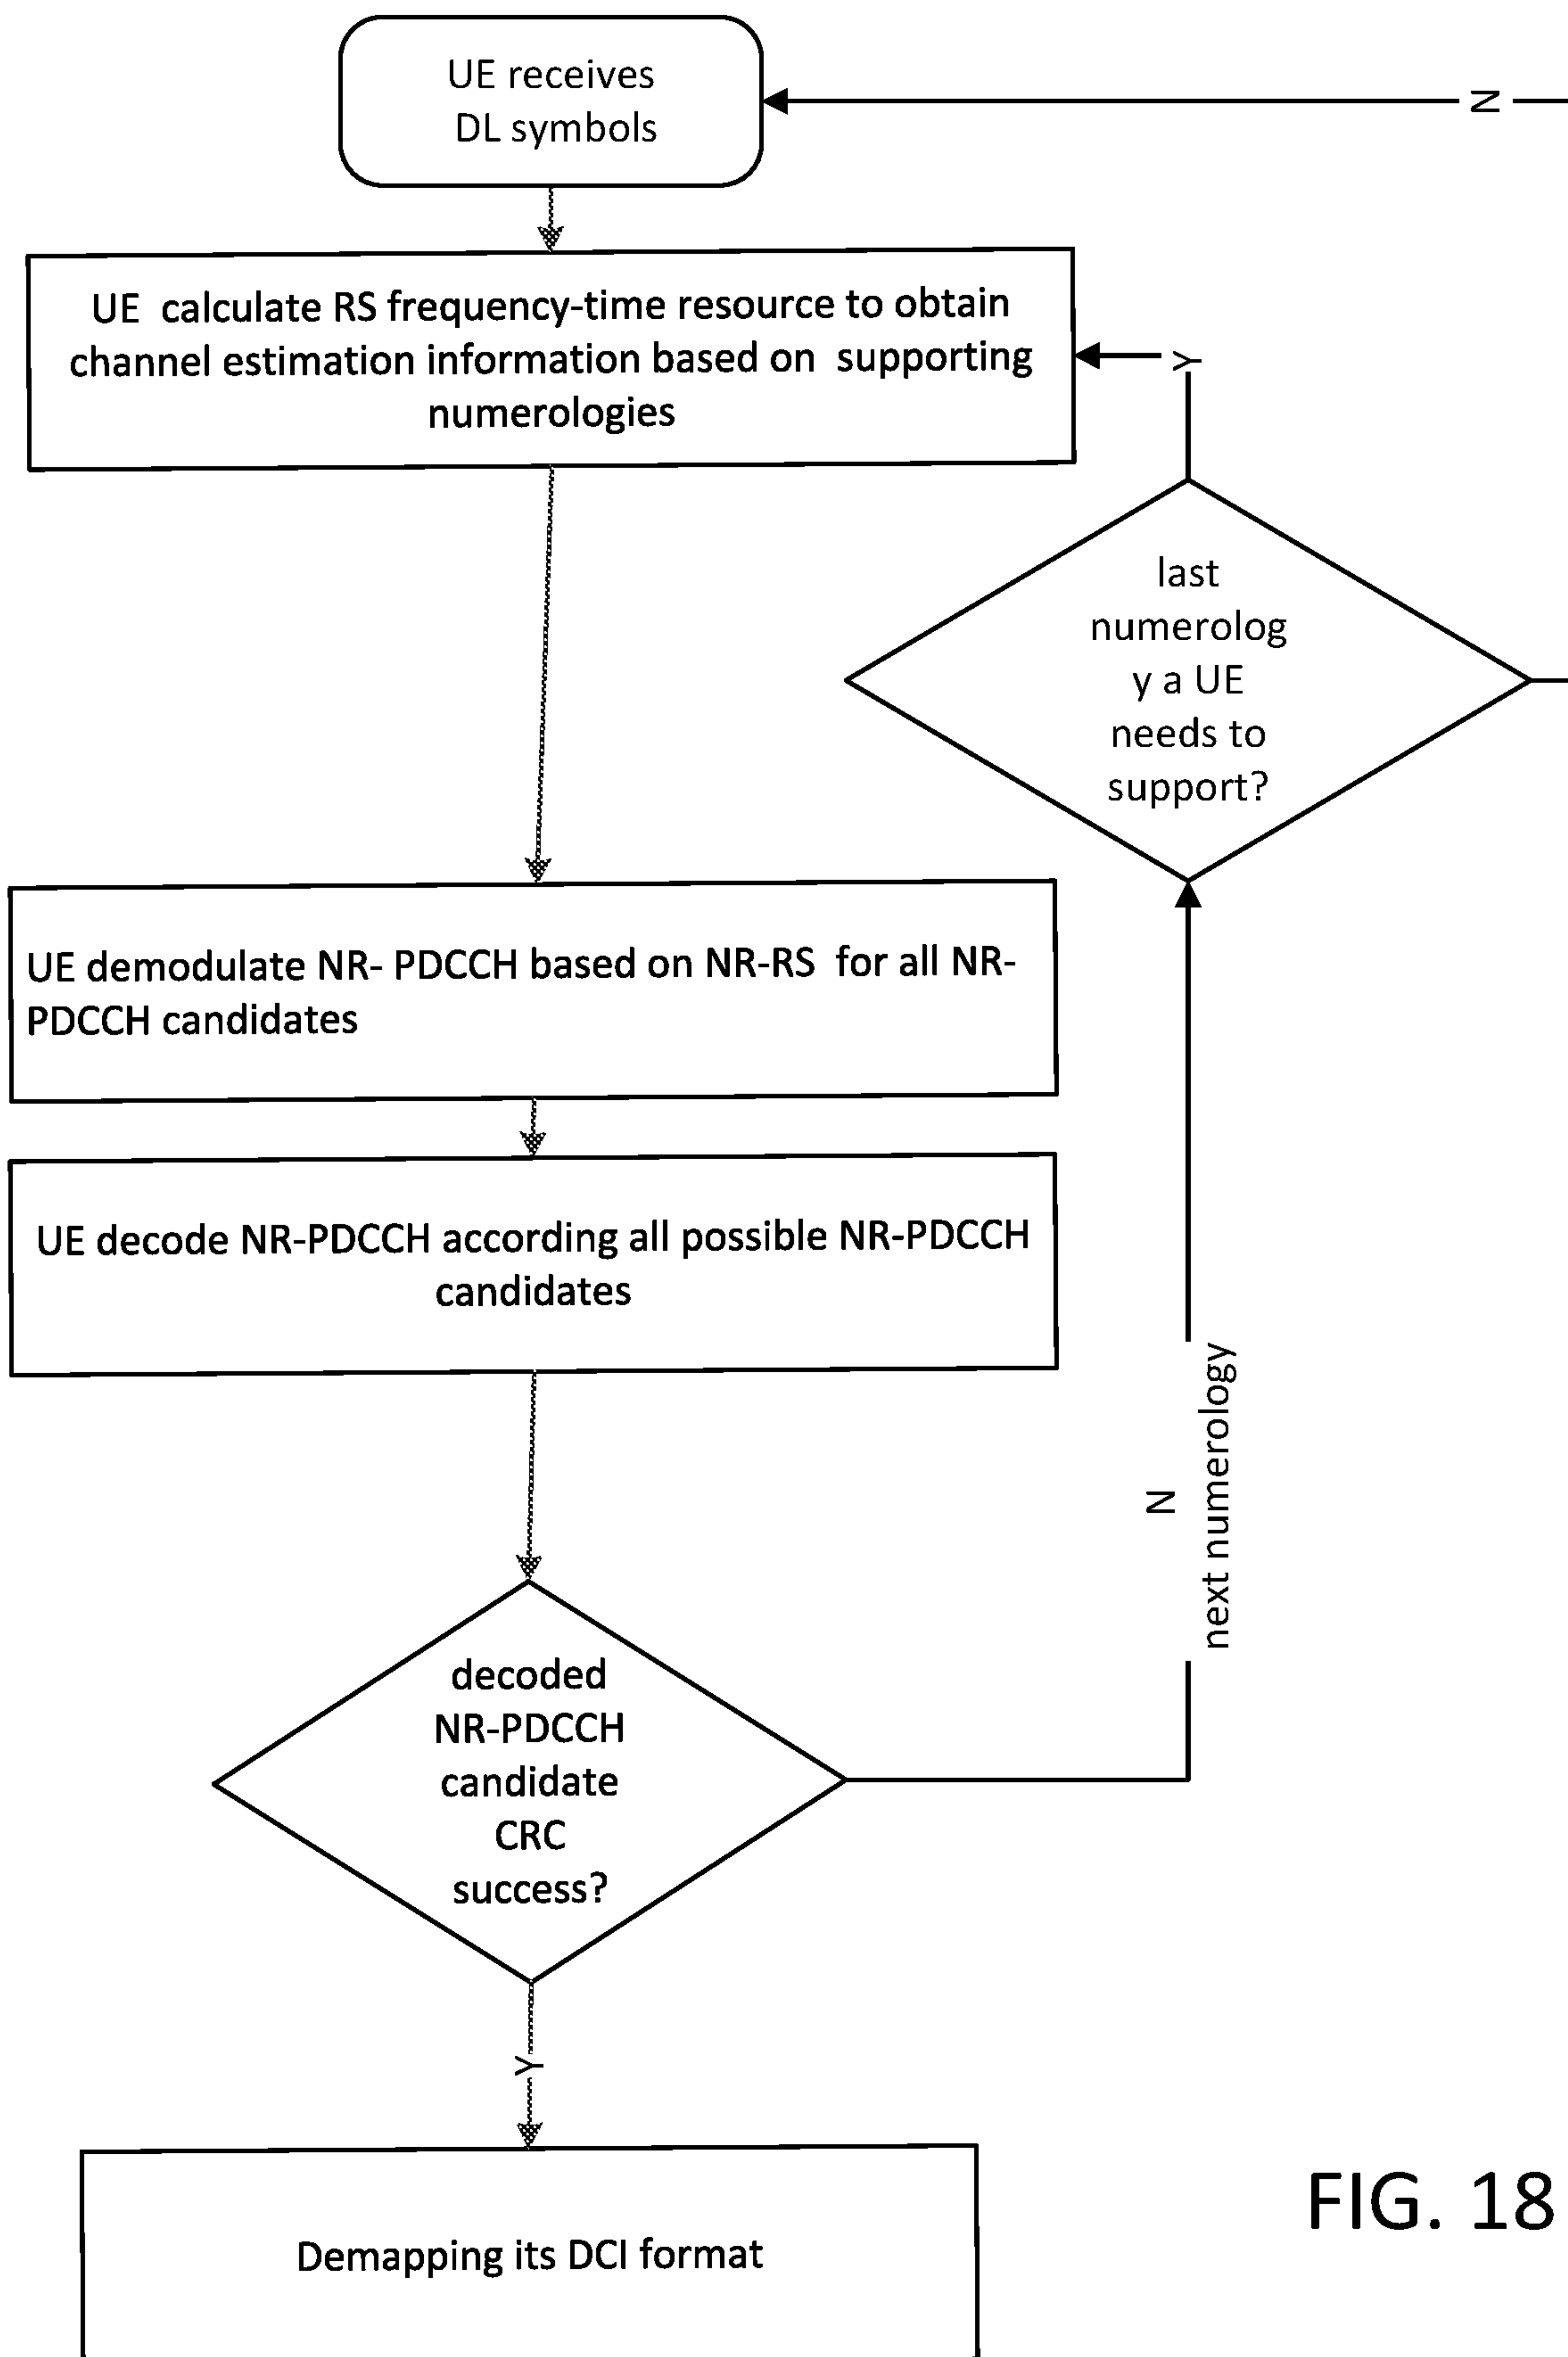 UE receives
DL symbols
N
UE calculate RS frequency-time resource to obtain
channel estimation information based on supporting
numerologies
Y
last
numerolog
y a UE
needs to
support?
UE demodulate NR- PDCCH based on NR-RS for all NR-
PDCCH candidates
UE decode NR-PDCCH according all possible NR-PDCCH
candidates
N
next numerology
decoded
NR-PDCCH
candidate
CRC
success?
Y
Demapping its DCI format
FIG. 18